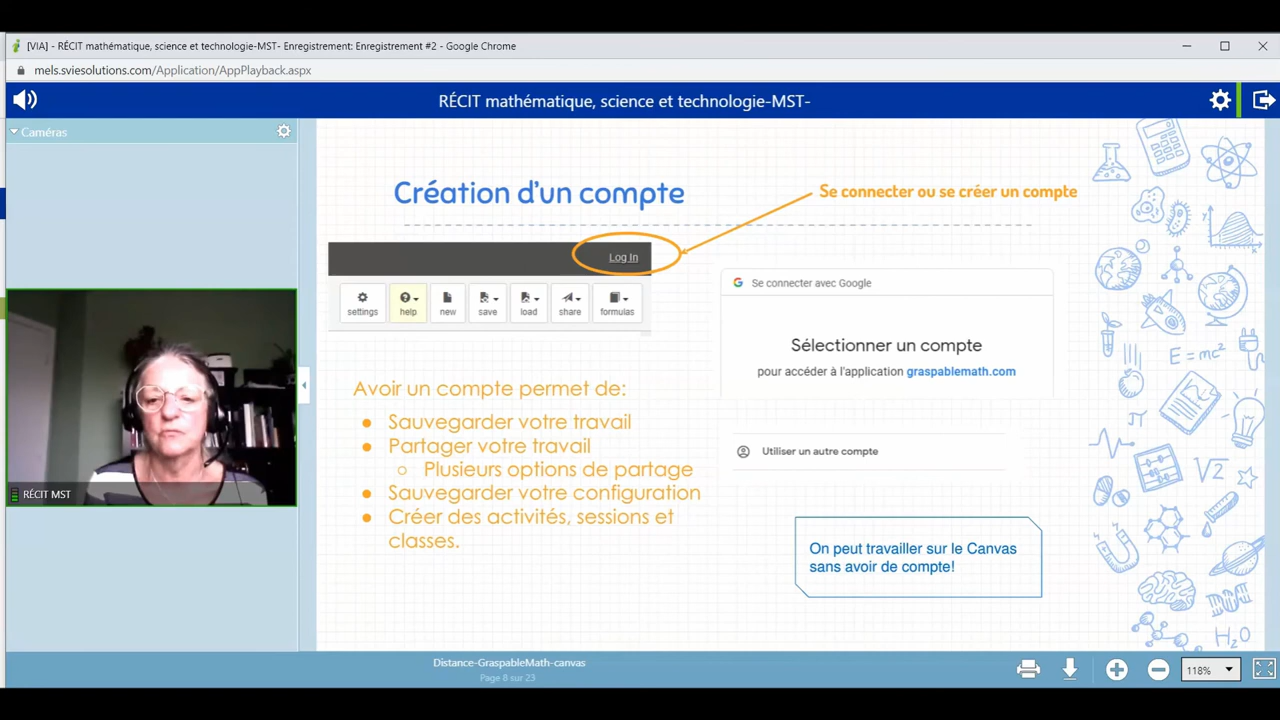 [VIA] - RÉCIT mathématique, science et technologie-MST- Enregistrement: Enregistrement #2 - Google Chrome
mels.sviesolutions.com/Application/AppPlayback.aspx
RÉCIT mathématique, science et technologie-MST-
Caméras
Création d'un compte
Se connecter ou se créer un compte
Log In
settings help new save load share formulas
Se connecter avec Google
Sélectionner un compte
pour accéder à l'application graspablemath.com
Utiliser un autre compte
Avoir un compte permet de:
Sauvegarder votre travail
Partager votre travail
Plusieurs options de partage
Sauvegarder votre configuration
Créer des activités, sessions et
classes.
On peut travailler sur le Canvas
sans avoir de compte!
RÉCIT MST
E=mc²
π
√2
H₂O
Distance-GraspableMath-canvas
Page 8 sur 23
118%